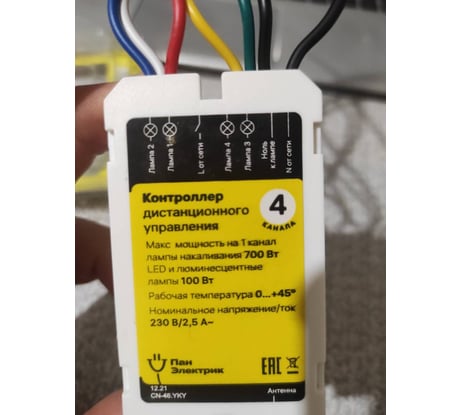 Лампа 2
Лампа 1
L от сети
Лампа 4
Лампа 3
Ноль
к лампе
N от сети
Контроллер
дистанционного
управления
4
КАНАЛА
Макс мощность на 1 канал
лампы накаливания 700 Вт
LED и люминесцентные
лампы 100 Вт
Рабочая температура 0...+45°
Номинальное напряжение/ток
230 В/2,5 А~
Пан
Электрик
EAC
12.21
CN-46.YKY
Антенна